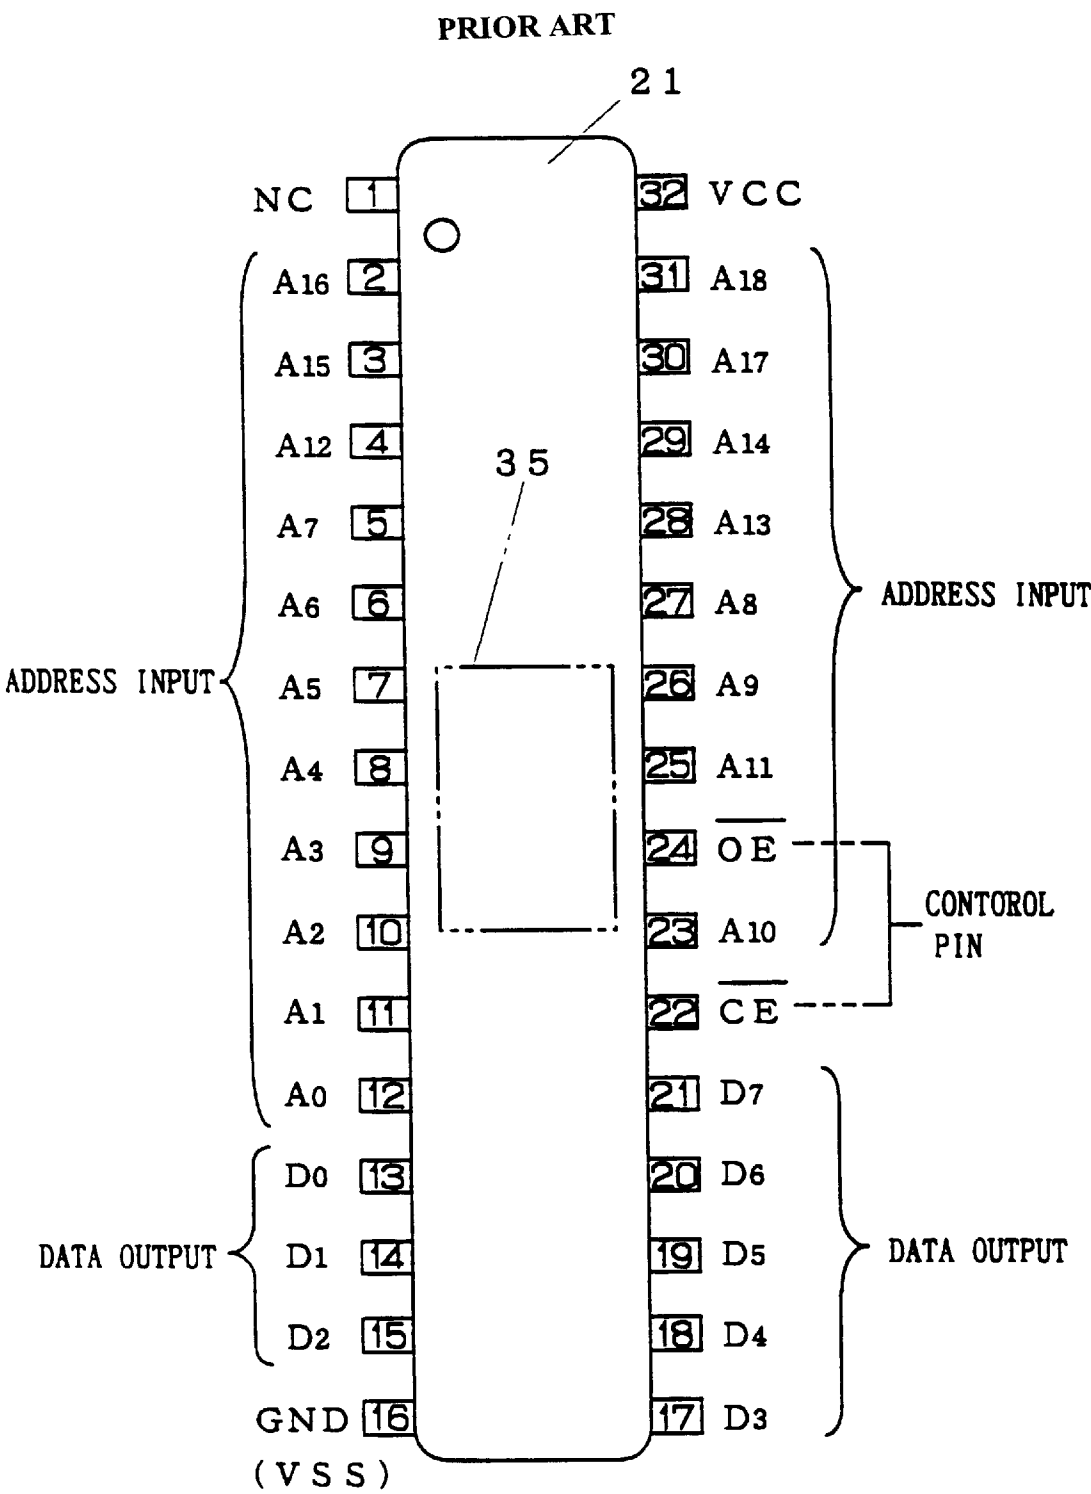 PRIOR ART
21
NC 1
32 VCC
A16 2
31 A18
A15 3
30 A17
A12 4
29 A14
35
A7 5
28 A13
A6 6
27 A8
ADDRESS INPUT
ADDRESS INPUT
A5 7
26 A9
A4 8
25 A11
A3 9
24 OE
A2 10
23 A10
CONTOROL
PIN
A1 11
22 CE
A0 12
21 D7
D0 13
20 D6
DATA OUTPUT
D1 14
19 D5
DATA OUTPUT
D2 15
18 D4
GND 16
17 D3
(VSS)